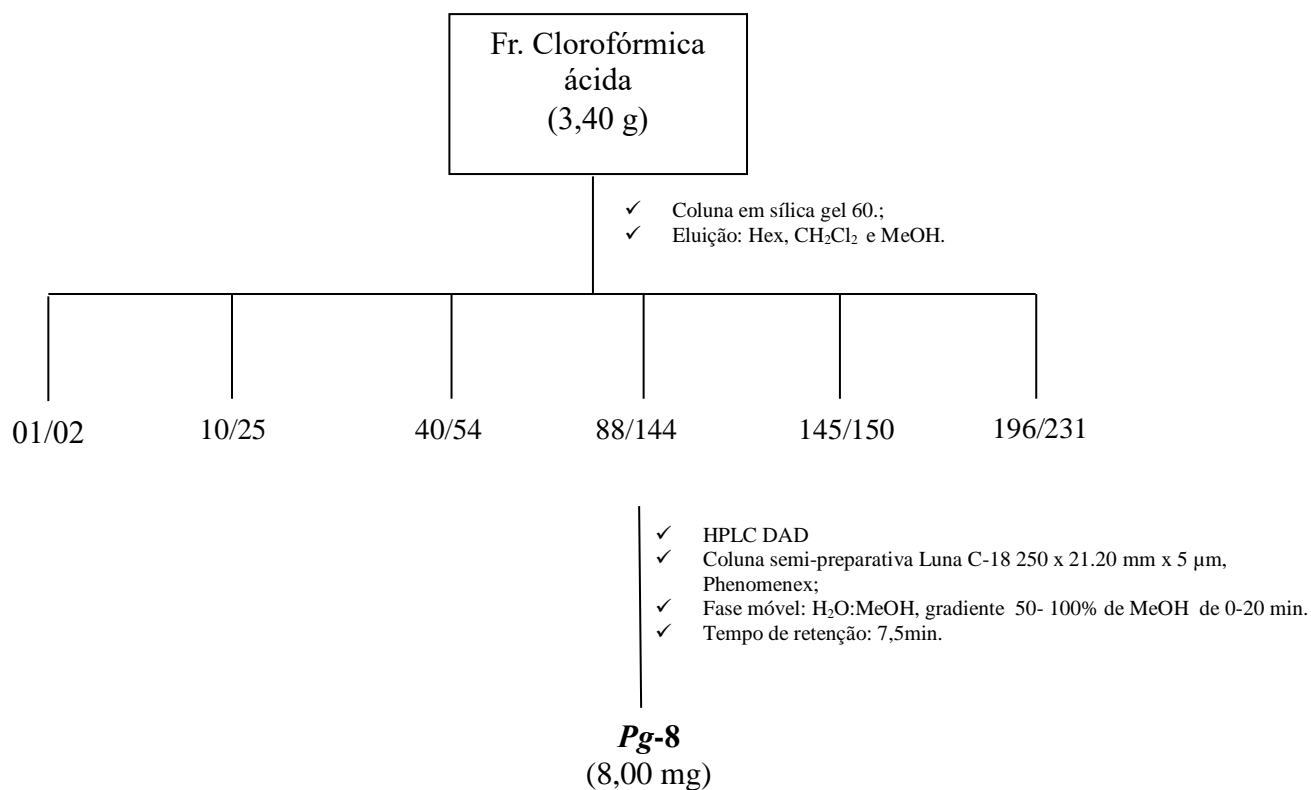 Fr. Clorofórmica
ácida
(3,40 g)
✓ Coluna em sílica gel 60.;
✓ Eluição: Hex, CH₂Cl₂ e MeOH.
01/02 10/25 40/54 88/144 145/150 196/231
✓ HPLC DAD
✓ Coluna semi-preparativa Luna C-18 250 x 21.20 mm x 5 µm,
Phenomenex;
✓ Fase móvel: H₂O:MeOH, gradiente 50- 100% de MeOH de 0-20 min.
✓ Tempo de retenção: 7,5min.
Pg-8
(8,00 mg)